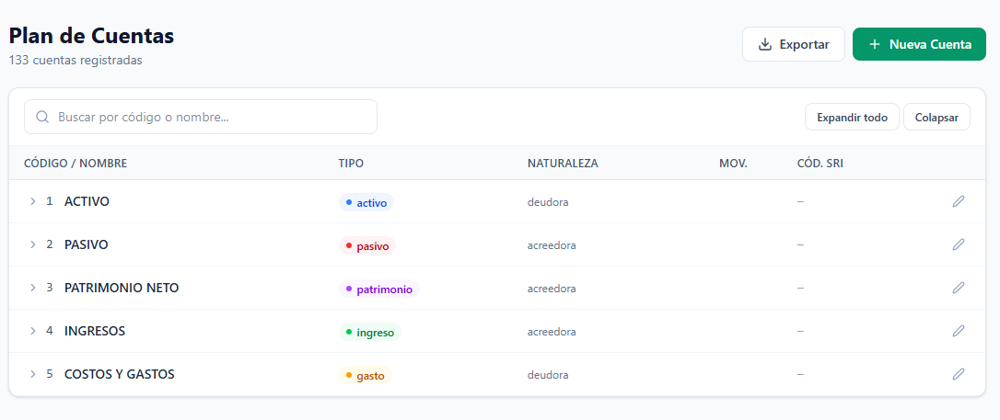 Plan de Cuentas
133 cuentas registradas
Exportar
Nueva Cuenta
Buscar por código o nombre...
Expandir todo
Colapsar
CÓDIGO / NOMBRE TIPO NATURALEZA MOV. CÓD. SRI
1 ACTIVO activo deudora –
2 PASIVO pasivo acreedora –
3 PATRIMONIO NETO patrimonio acreedora –
4 INGRESOS ingreso acreedora –
5 COSTOS Y GASTOS gasto deudora –